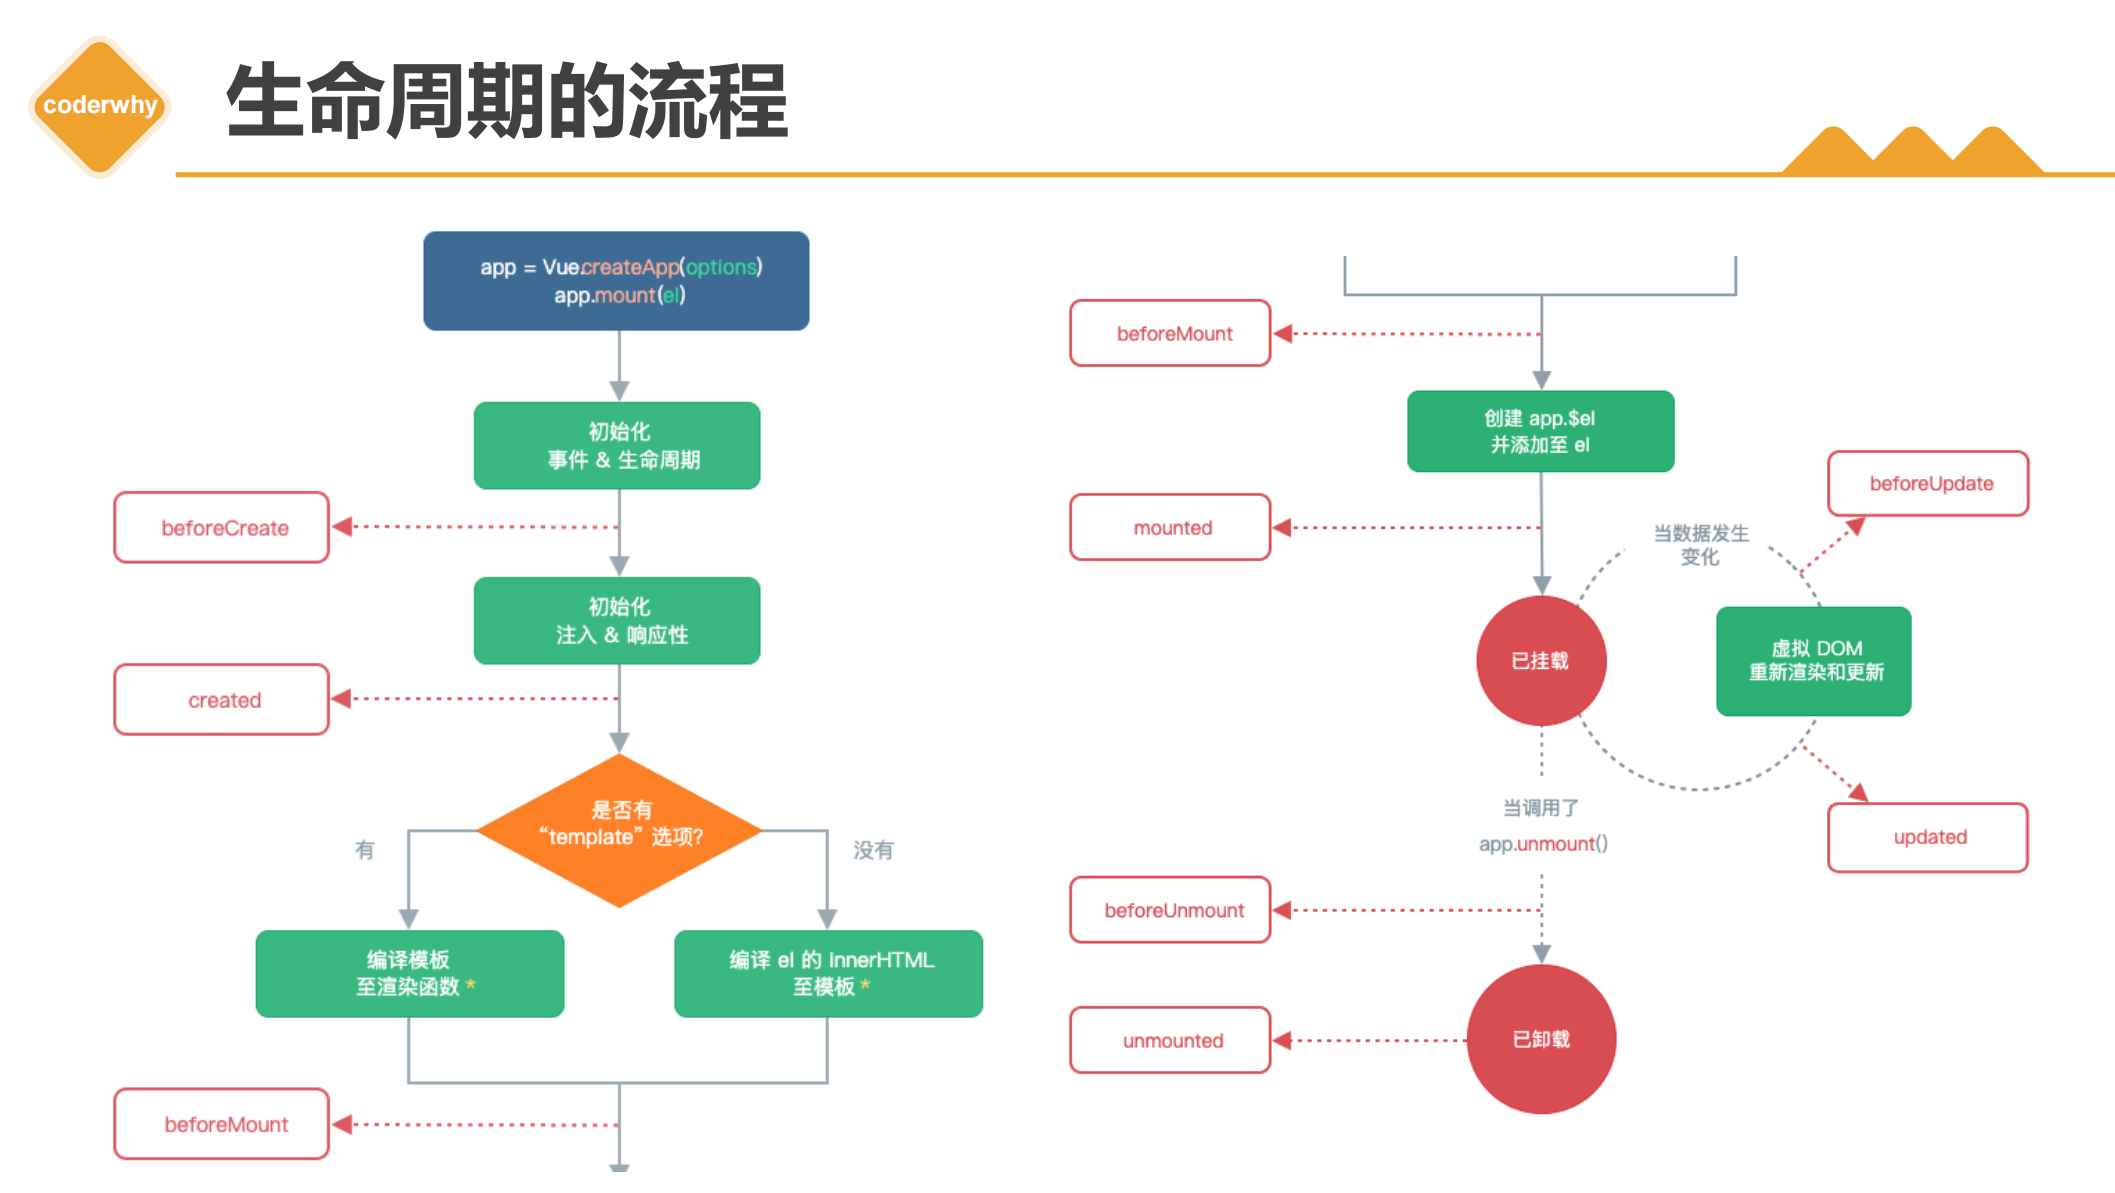 coderwhy
生命周期的流程
app = Vue.createApp(options)
app.mount(el)
初始化
事件 & 生命周期
beforeCreate
初始化
注入 & 响应性
created
是否有
“template” 选项?
有
没有
编译模板
至渲染函数 *
编译 el 的 innerHTML
至模板 *
beforeMount
beforeMount
创建 app.$el
并添加至 el
mounted
beforeUpdate
当数据发生
变化
已挂载
虚拟 DOM
重新渲染和更新
当调用了
app.unmount()
updated
beforeUnmount
已卸载
unmounted